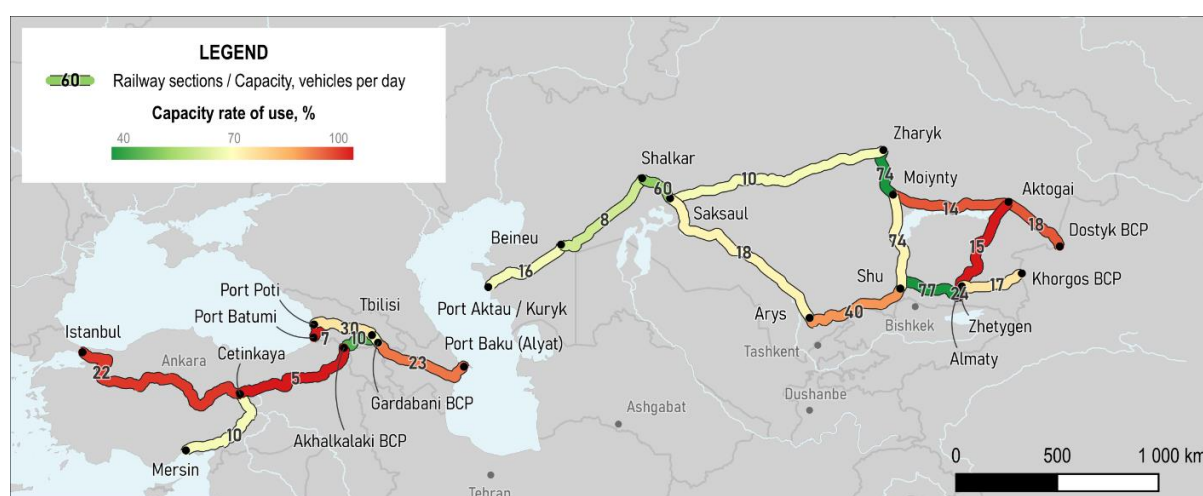 LEGEND
60 Railway sections / Capacity, vehicles per day
Capacity rate of use, %
40 70 100
Zharyk
Shalkar
60
10
74
Moiynty
Aktogai
Saksaul
14
18
Dostyk BCP
8
Beineu
74
15
16
18
Shu
Khorgos BCP
17
77
24
Port Aktau / Kuryk
Arys
40
Bishkek
Zhetygen
Tashkent
Almaty
Port Poti
Tbilisi
Port Batumi
30
7
10
Istanbul
Ankara
Cetinkaya
Port Baku (Alyat)
22
5
23
Gardabani BCP
10
Akhalkalaki BCP
Mersin
Ashgabat
Dushanbe
Tehran
0 500 1 000 km